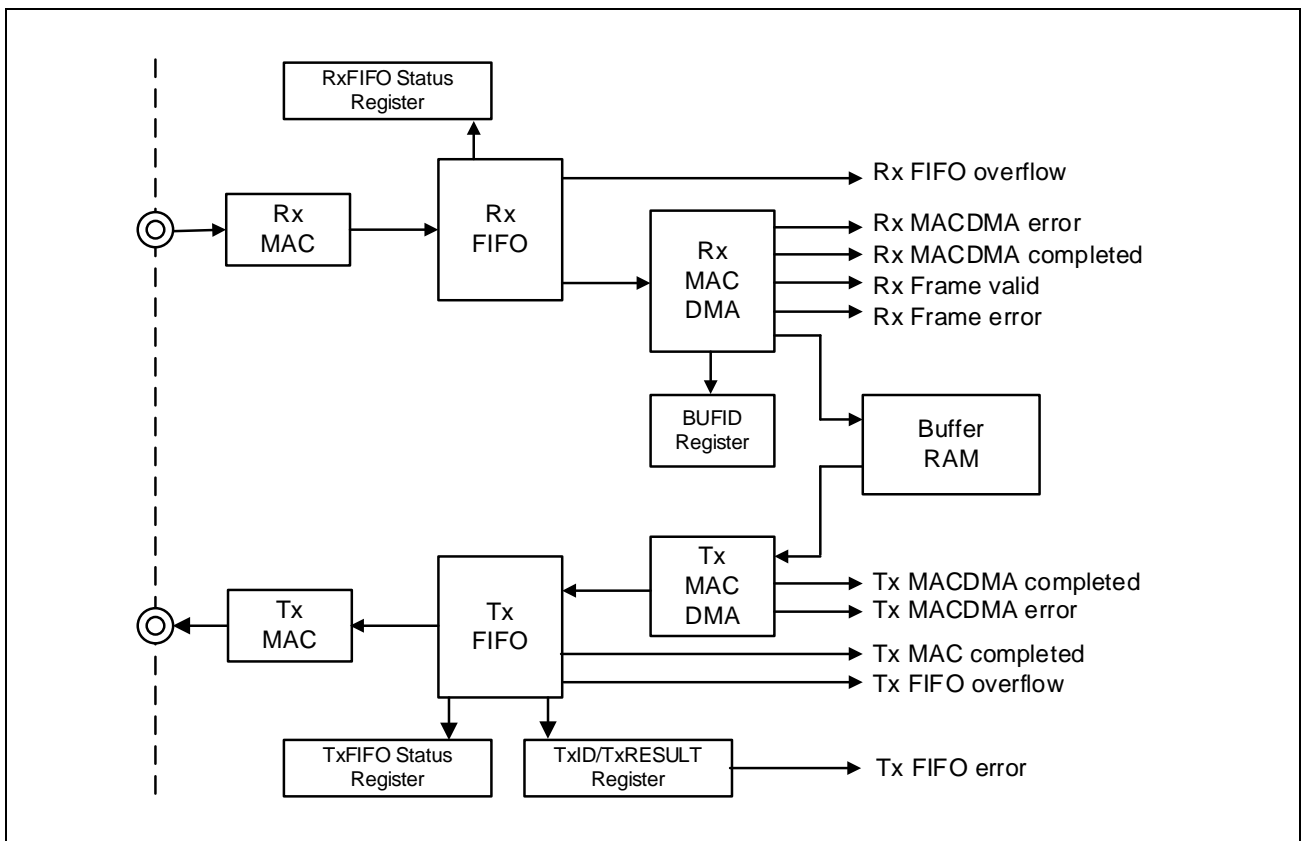 RxFIFO Status
Register
Rx FIFO overflow
Rx
MAC
Rx
FIFO
Rx
MAC
DMA
Rx MACDMA error
Rx MACDMA completed
Rx Frame valid
Rx Frame error
BUFID
Register
Buffer
RAM
Tx
MAC
DMA
Tx MACDMA completed
Tx MACDMA error
Tx
MAC
Tx
FIFO
Tx MAC completed
Tx FIFO overflow
TxFIFO Status
Register
TxID/TxRESULT
Register
Tx FIFO error